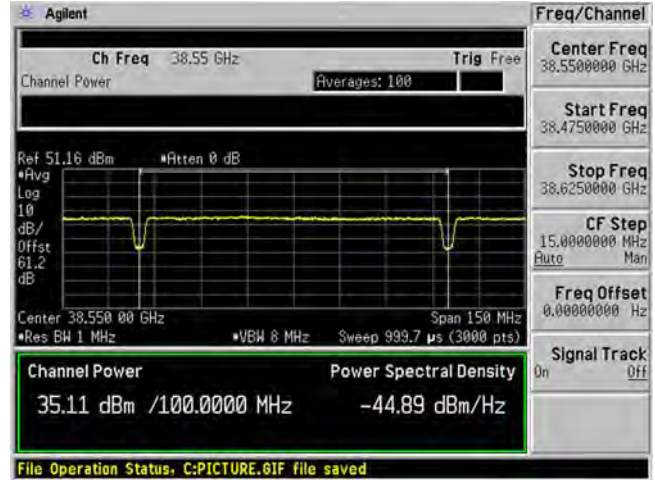 Agilent
Freq/Channel
Ch Freq 38.55 GHz Trig Free
Channel Power Averages: 100
Center Freq
38.5500000 GHz
Start Freq
38.4750000 GHz
Stop Freq
38.6250000 GHz
CF Step
15.0000000 MHz
Auto Man
Freq Offset
0.00000000 Hz
Signal Track
On Off
Ref 51.16 dBm #Atten 0 dB
#Avg
Log
10
dB/
Offst
61.2
dB
Center 38.550 00 GHz Span 150 MHz
#Res BW 1 MHz #VBW 8 MHz Sweep 999.7 µs (3000 pts)
Channel Power Power Spectral Density
35.11 dBm /100.0000 MHz -44.89 dBm/Hz
File Operation Status, C:PICTURE.GIF file saved